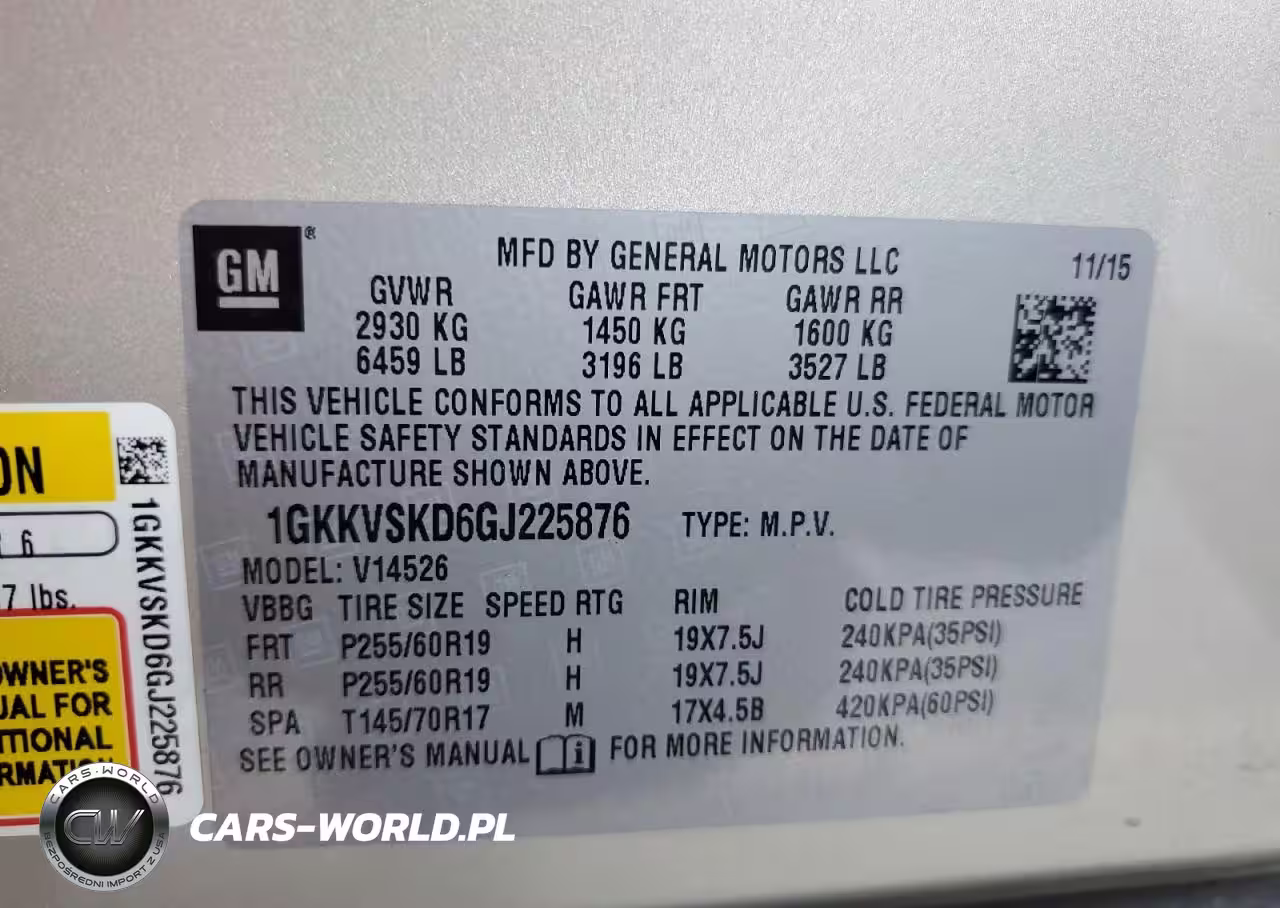 GM ®
MFD BY GENERAL MOTORS LLC
11/15
GVWR GAWR FRT GAWR RR
2930 KG 1450 KG 1600 KG
6459 LB 3196 LB 3527 LB
THIS VEHICLE CONFORMS TO ALL APPLICABLE U.S. FEDERAL MOTOR
VEHICLE SAFETY STANDARDS IN EFFECT ON THE DATE OF
MANUFACTURE SHOWN ABOVE.
1GKKVSKD6GJ225876 TYPE: M.P.V.
MODEL: V14526
VBBG TIRE SIZE SPEED RTG RIM COLD TIRE PRESSURE
FRT P255/60R19 H 19X7.5J 240KPA(35PSI)
RR P255/60R19 H 19X7.5J 240KPA(35PSI)
SPA T145/70R17 M 17X4.5B 420KPA(60PSI)
SEE OWNER'S MANUAL i FOR MORE INFORMATION.
ON
6
7 lbs.
OWNER'S
UAL FOR
ITIONAL
RMATION
1GKKVSKD6GJ225876
CARS-WORLD
CW
BEZPOŚREDNI IMPORT Z USA
CARS-WORLD.PL